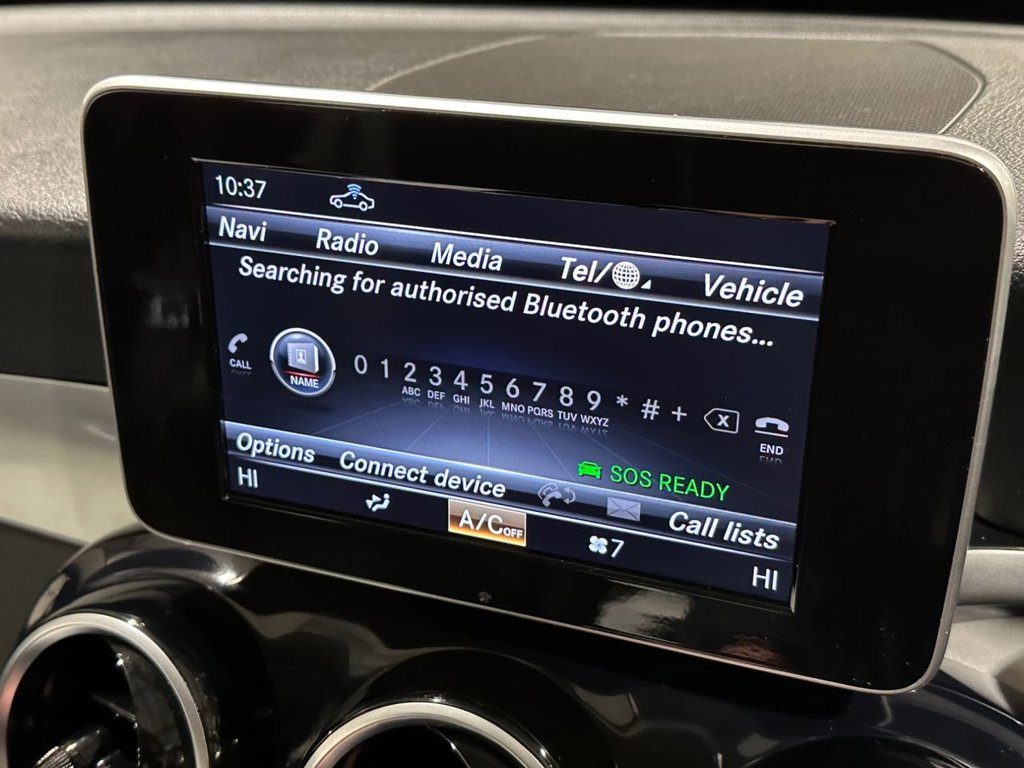 10:37
Navi Radio Media Tel/ Vehicle
Searching for authorised Bluetooth phones...
CALL NAME 0 1 2 3 4 5 6 7 8 9 * # +
ABC DEF GHI JKL MNO PQRS TUV WXYZ
X
END
SOS READY
Options Connect device Call lists
HI A/C OFF 7 HI